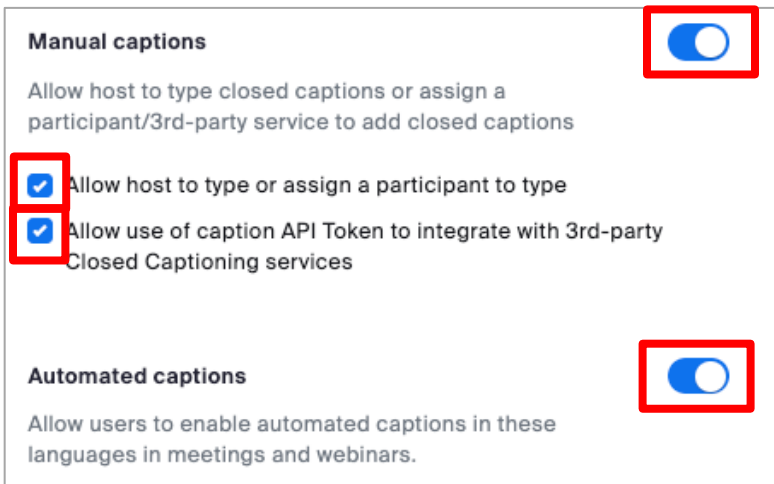 Manual captions
Allow host to type closed captions or assign a
participant/3rd-party service to add closed captions
Allow host to type or assign a participant to type
Allow use of caption API Token to integrate with 3rd-party
Closed Captioning services
Automated captions
Allow users to enable automated captions in these
languages in meetings and webinars.